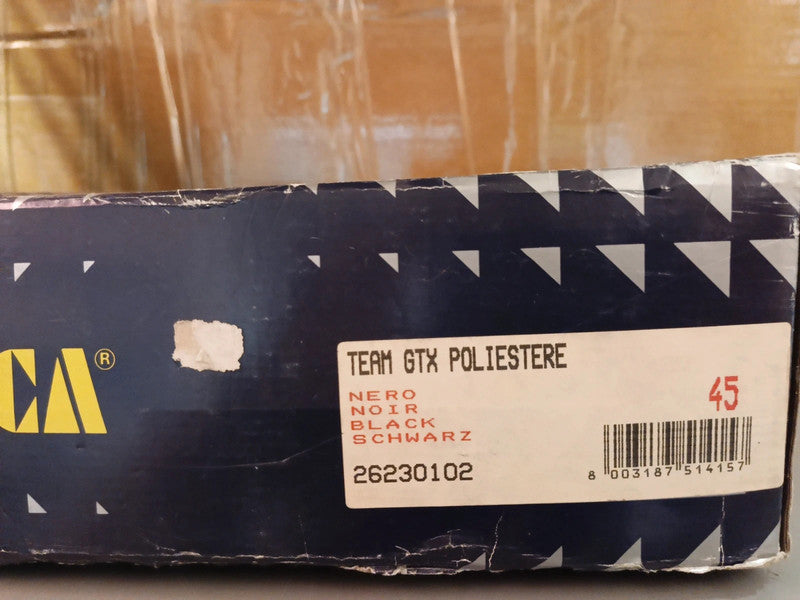 CA®
TEAM GTX POLIESTERE
NERO
NOIR
BLACK
SCHWARZ
45
26230102
8 003187 514157